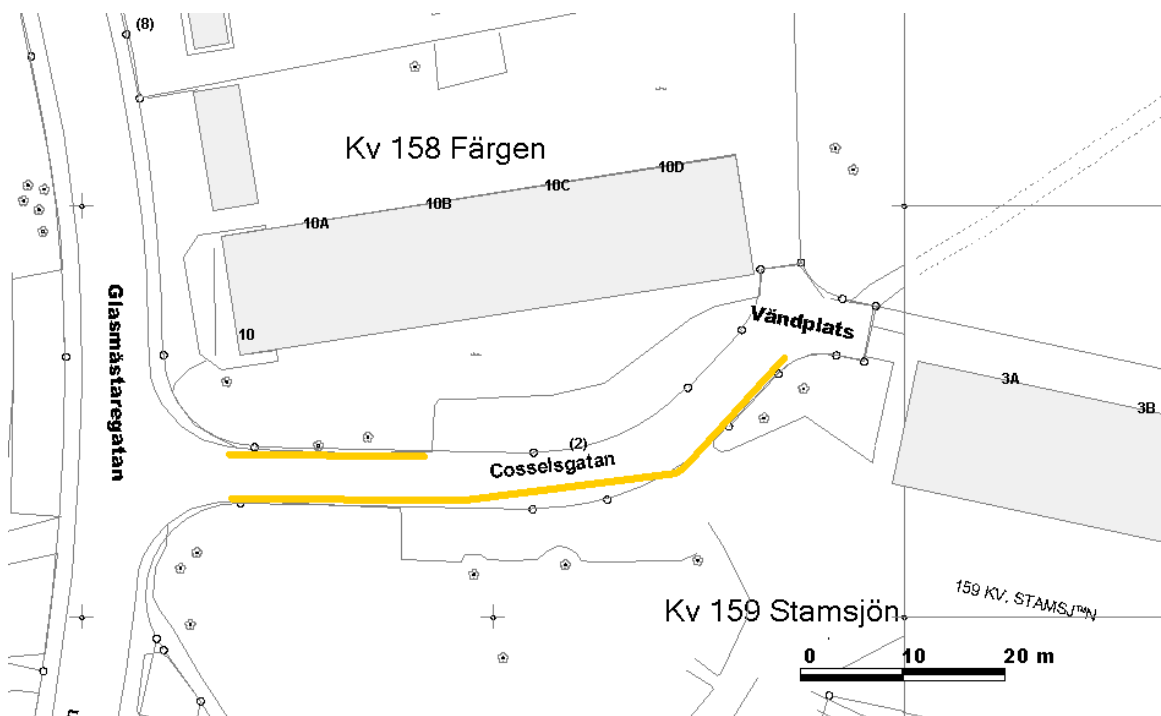 (8)
Kv 158 Färgen
10D
10C
10B
10A
Glasmästaregatan
10
Vändplats
3A
3B
(2)
Cosselsgatan
159 KV. STAMSJ™N
Kv 159 Stamsjön
0 10 20 m